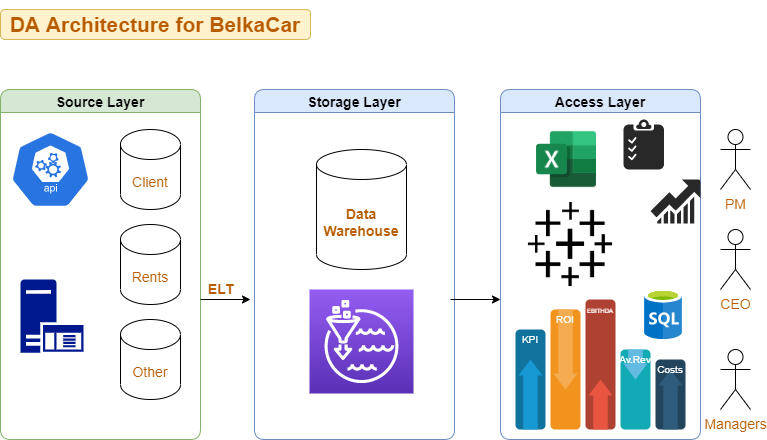 DA Architecture for BelkaCar
Source Layer
api
Client
Rents
Other
ELT
Storage Layer
Data
Warehouse
Access Layer
X
SQL
KPI
ROI
EBITHDA
Av.Rev
Costs
PM
CEO
Managers